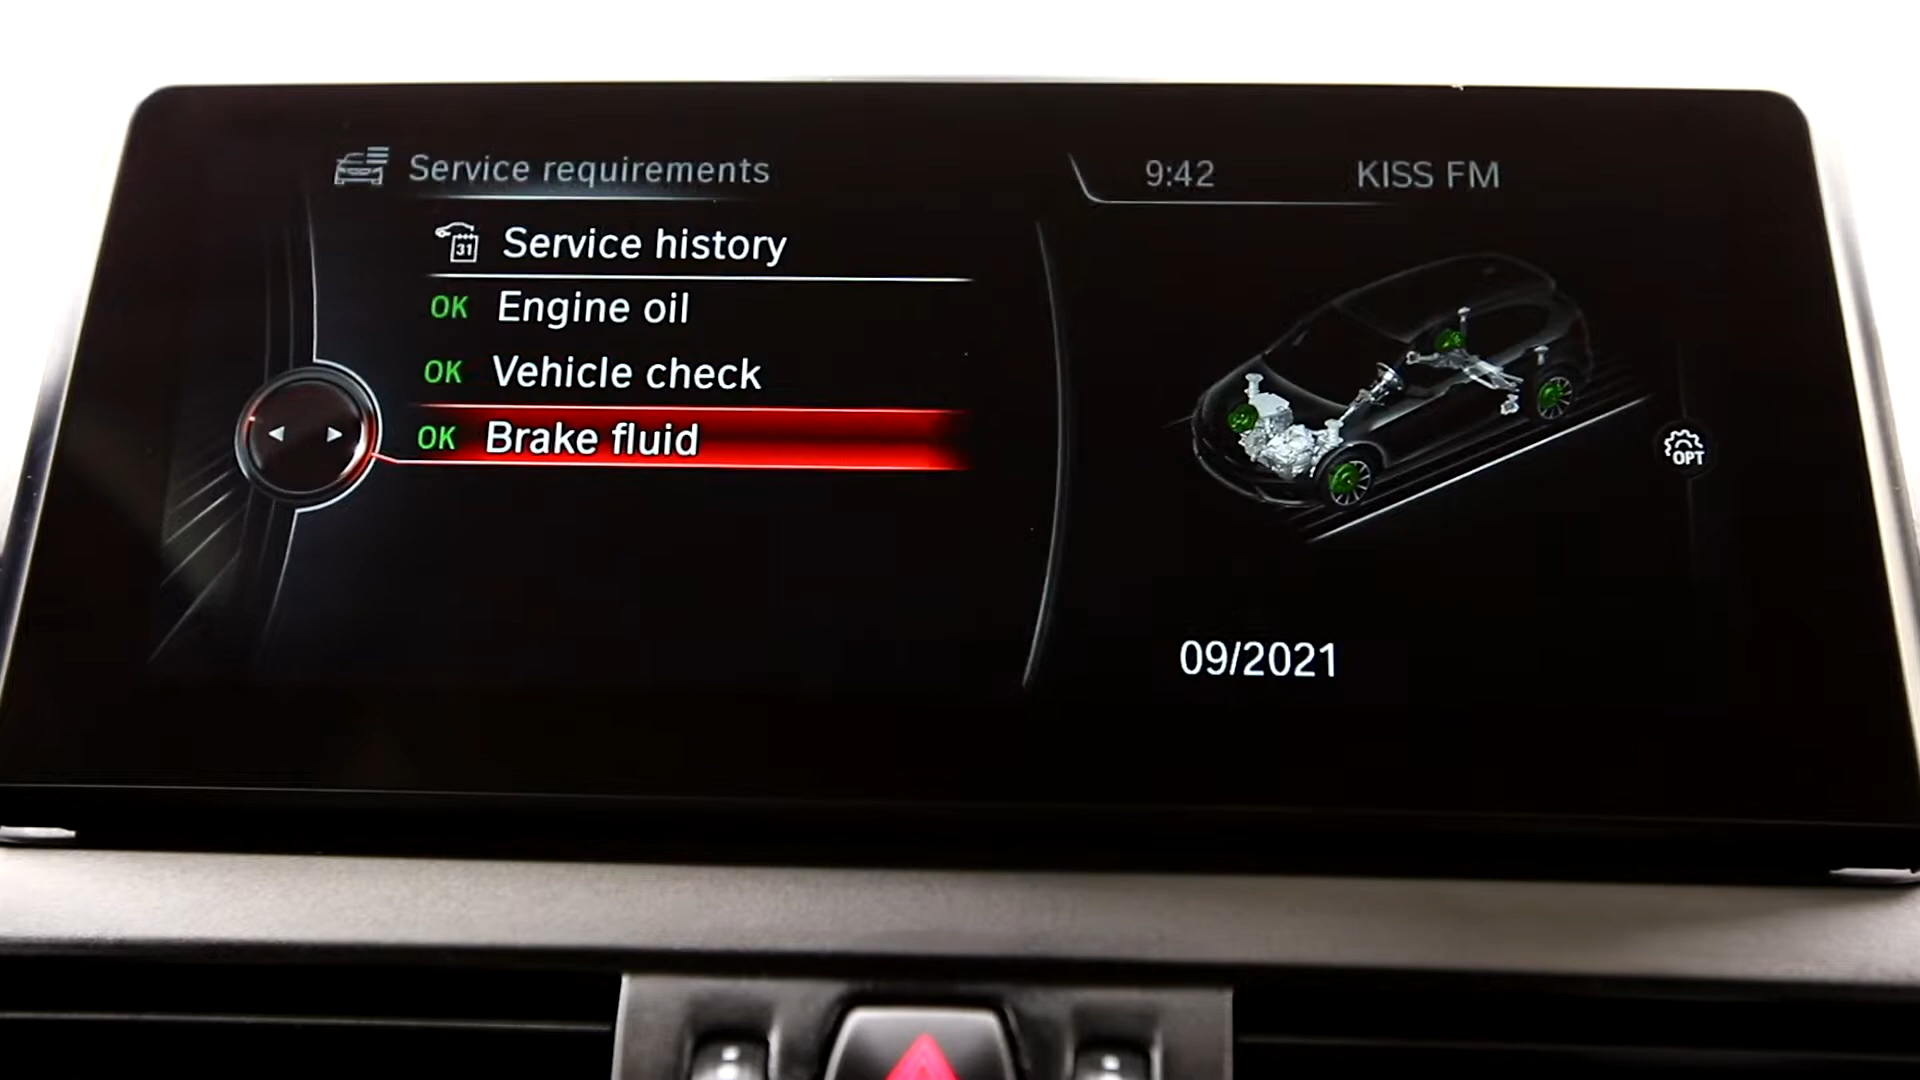 Service requirements
9:42
KISS FM
31
Service history
OK Engine oil
OK Vehicle check
OK Brake fluid
OPT
09/2021